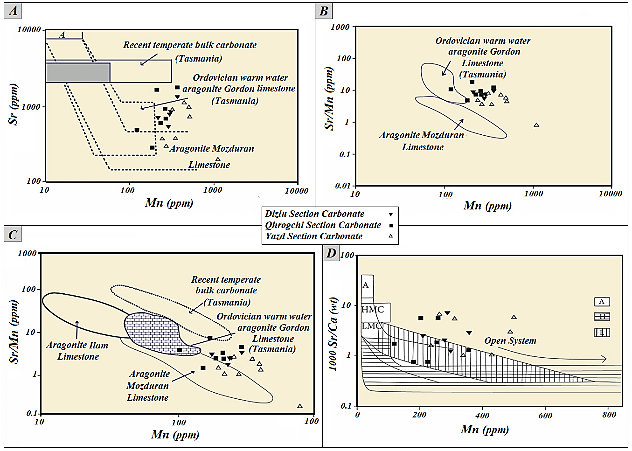 A
10000
1000
100
Sr (ppm)
A
Recent temperate bulk carbonate
(Tasmania)
Ordovician warm water
aragonite Gordon limestone
(Tasmania)
Aragonite Mozduran
Limestone
10
100
1000
10000
Mn (ppm)
B
1000
100
10
1
0.1
0.01
Sr/Mn (ppm)
Ordovician warm water
aragonite Gordon
Limestone
(Tasmania)
Aragonite Mozduran
Limestone
10
100
1000
10000
Mn (ppm)
Dizlu Section Carbonate
Qhrogchi Section Carbonate
Yazd Section Carbonate
C
1000
100
10
1
0.1
Sr/Mn (ppm)
Recent temperate
bulk carbonate
(Tasmania)
Ordovician warm water
aragonite Gordon
Limestone
(Tasmania)
Aragonite Ilam
Limestone
Aragonite
Mozduran
Limestone
10
100
80
Mn (ppm)
D
100
10
1
0.1
1000 Sr/Ca (wt)
A
HMC
LMC
Open System
A
0
200
400
600
800
Mn (ppm)